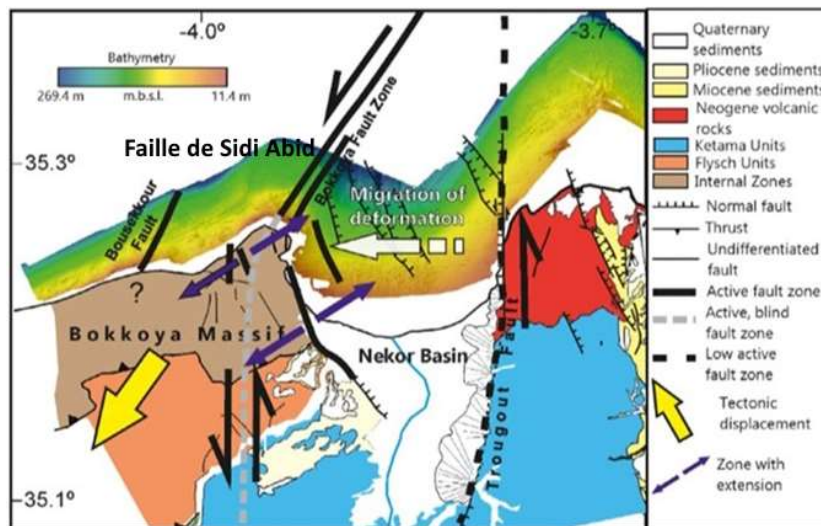 -4.0
-3.7
Bathymetry
269.4 m
m.b.s.l.
11.4 m
Faille de Sidi Abid
35.3
Bokkoya Fault Zone
Bousekkour
Fault
Migration of
deformation
?
Bokkoya Massif
Nekor Basin
Trougout Fault
35.1
Quaternary
sediments
Pliocene sediments
Miocene sediments
Neogene volcanic
rocks
Ketama Units
Flysch Units
Internal Zones
Normal fault
Thrust
Undifferentiated
fault
Active fault zone
Active, blind
fault zone
Low active
fault zone
Tectonic
displacement
Zone with
extension